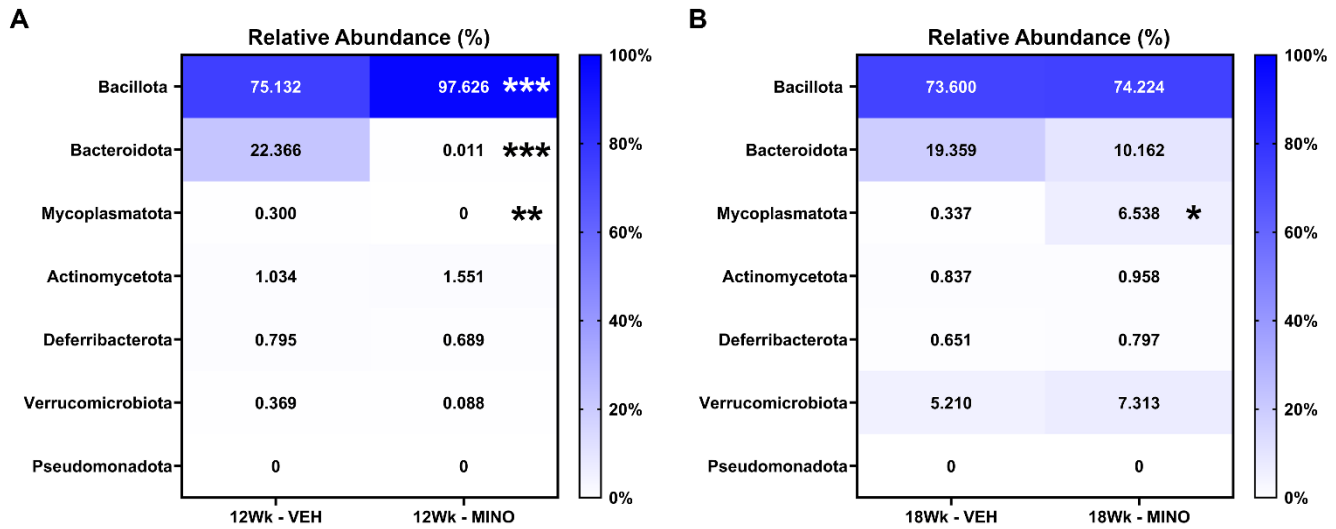 A
Relative Abundance (%)
Bacillota 75.132 97.626 ***
Bacteroidota 22.366 0.011 ***
Mycoplasmatota 0.300 0 **
Actinomycetota 1.034 1.551
Deferribacterota 0.795 0.689
Verrucomicrobiota 0.369 0.088
Pseudomonadota 0 0
12Wk - VEH 12Wk - MINO
100%
80%
60%
40%
20%
0%
B
Relative Abundance (%)
Bacillota 73.600 74.224
Bacteroidota 19.359 10.162
Mycoplasmatota 0.337 6.538 *
Actinomycetota 0.837 0.958
Deferribacterota 0.651 0.797
Verrucomicrobiota 5.210 7.313
Pseudomonadota 0 0
18Wk - VEH 18Wk - MINO
100%
80%
60%
40%
20%
0%